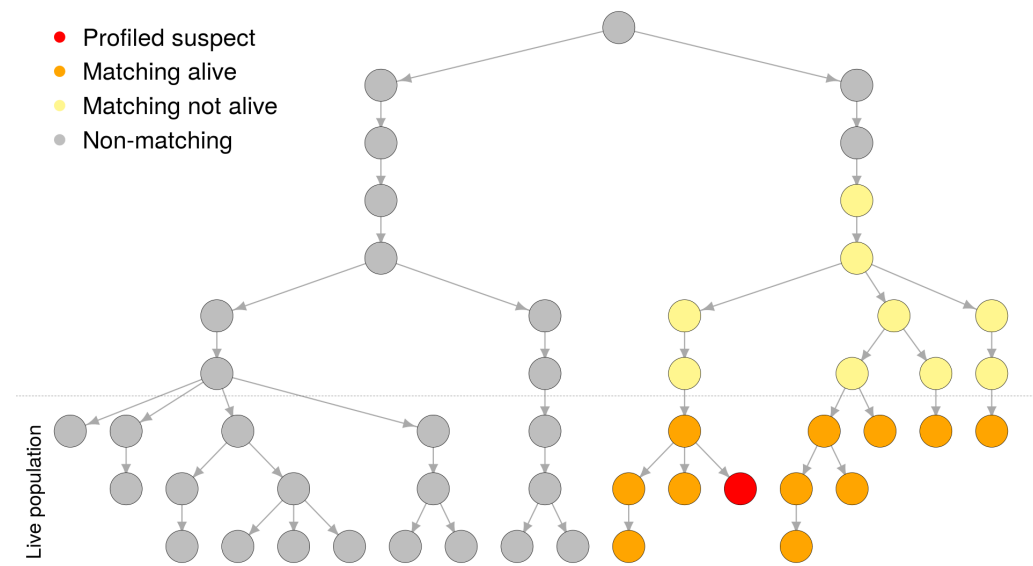 Profiled suspect
Matching alive
Matching not alive
Non-matching
Live population